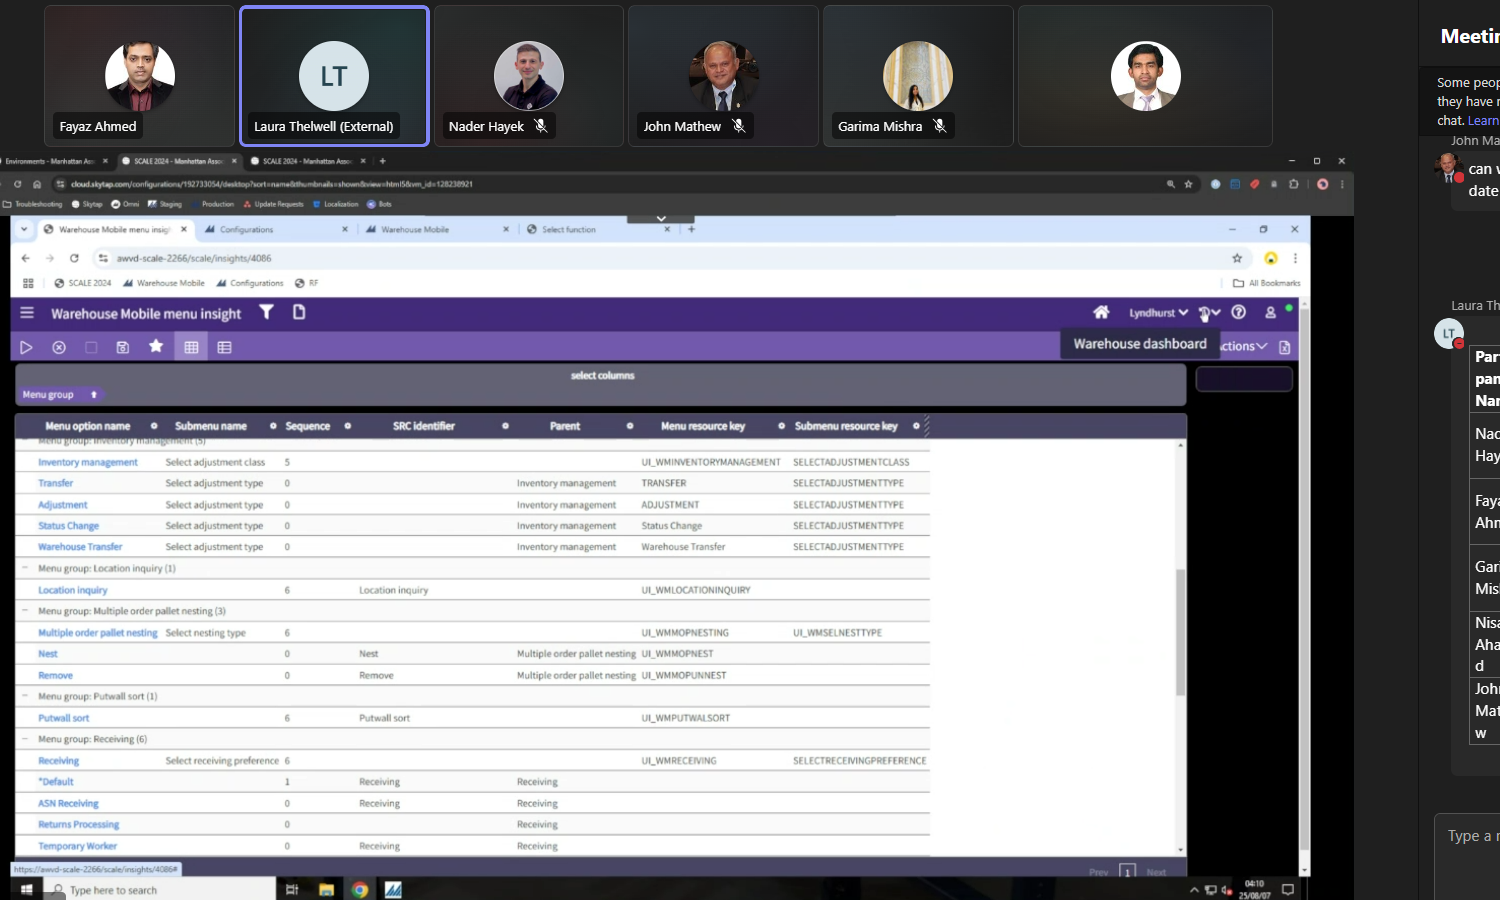 LT
Fayaz Ahmed
Laura Thelwell (External)
Nader Hayek
John Mathew
Garima Mishra
SCALE 2024 - Manhattan Assoc
SCALE 2024 - Manhattan Assoc
cloud.skytap.com/configurations/192733054/desktop?sort=name&thumbnails=shown&view=html5&vm_id=128238921
Troubleshooting
Skytap
Omni
Staging
Production
Update Requests
Localization
Bots
Warehouse Mobile menu insig
Configurations
Warehouse Mobile
Select function
awvd-scale-2266/scale/insights/4086
SCALE 2024
Warehouse Mobile
Configurations
RF
All Bookmarks
Warehouse Mobile menu insight
Lyndhurst
Warehouse dashboard
ctions
select columns
Menu group
Menu option name Submenu name Sequence SRC identifier Parent Menu resource key Submenu resource key
Menu group: Inventory management (5)
Inventory management Select adjustment class 5 UI_WMINVENTORYMANAGEMENT SELECTADJUSTMENTCLASS
Transfer Select adjustment type 0 Inventory management TRANSFER SELECTADJUSTMENTTYPE
Adjustment Select adjustment type 0 Inventory management ADJUSTMENT SELECTADJUSTMENTTYPE
Status Change Select adjustment type 0 Inventory management Status Change SELECTADJUSTMENTTYPE
Warehouse Transfer Select adjustment type 0 Inventory management Warehouse Transfer SELECTADJUSTMENTTYPE
Menu group: Location inquiry (1)
Location inquiry 6 Location inquiry UI_WMLOCATIONINQUIRY
Menu group: Multiple order pallet nesting (3)
Multiple order pallet nesting Select nesting type 6 UI_WMMOPNESTING UI_WMSELNESTTYPE
Nest 0 Nest Multiple order pallet nesting UI_WMMOPNEST
Remove 0 Remove Multiple order pallet nesting UI_WMMOPUNNEST
Menu group: Putwall sort (1)
Putwall sort 6 Putwall sort UI_WMPUTWALSORT
Menu group: Receiving (6)
Receiving Select receiving preference 6 UI_WMRECEIVING SELECTRECEIVINGPREFERENCE
*Default 1 Receiving Receiving
ASN Receiving 0 Receiving Receiving
Returns Processing 0 Receiving
Temporary Worker 0 Receiving Receiving
https://awvd-scale-2266/scale/insights/4086#
Prev 1 Next
Type here to search
04:10
25/08/07
Meetin
Some peop
they have r
chat. Learn
John Ma
can v
date
Laura Th
LT
Par
pan
Nar
Nad
Hay
Faya
Ahm
Gari
Mish
Nisa
Aha
d
John
Mat
w
Type a